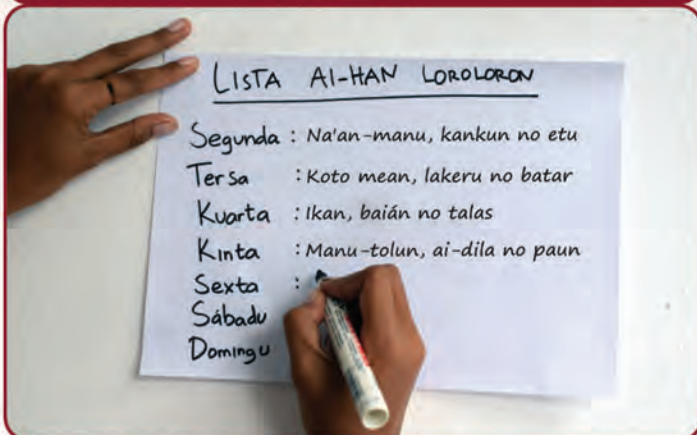 LISTA AI-HAN LOROLORON
Segunda : Na'an-manu, kankun no etu
Tersa : Koto mean, lakeru no batar
Kuarta : Ikan, baián no talas
Kinta : Manu-tolun, ai-dila no paun
Sexta :
Sábadu
Domingu